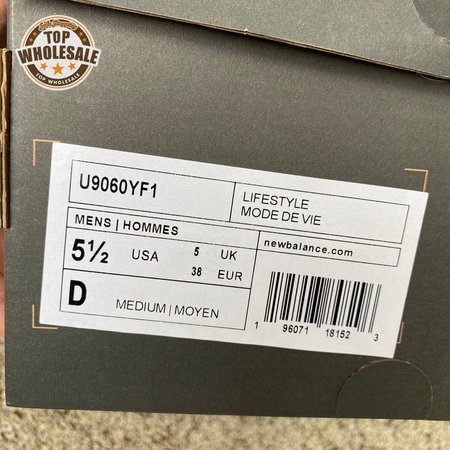 TOP
WHOLESALE
TOP WHOLESALE
U9060YF1
LIFESTYLE
MODE DE VIE
MENS | HOMMES
newbalance.com
5½ USA 5 UK
38 EUR
D MEDIUM | MOYEN
1 96071 18152 3